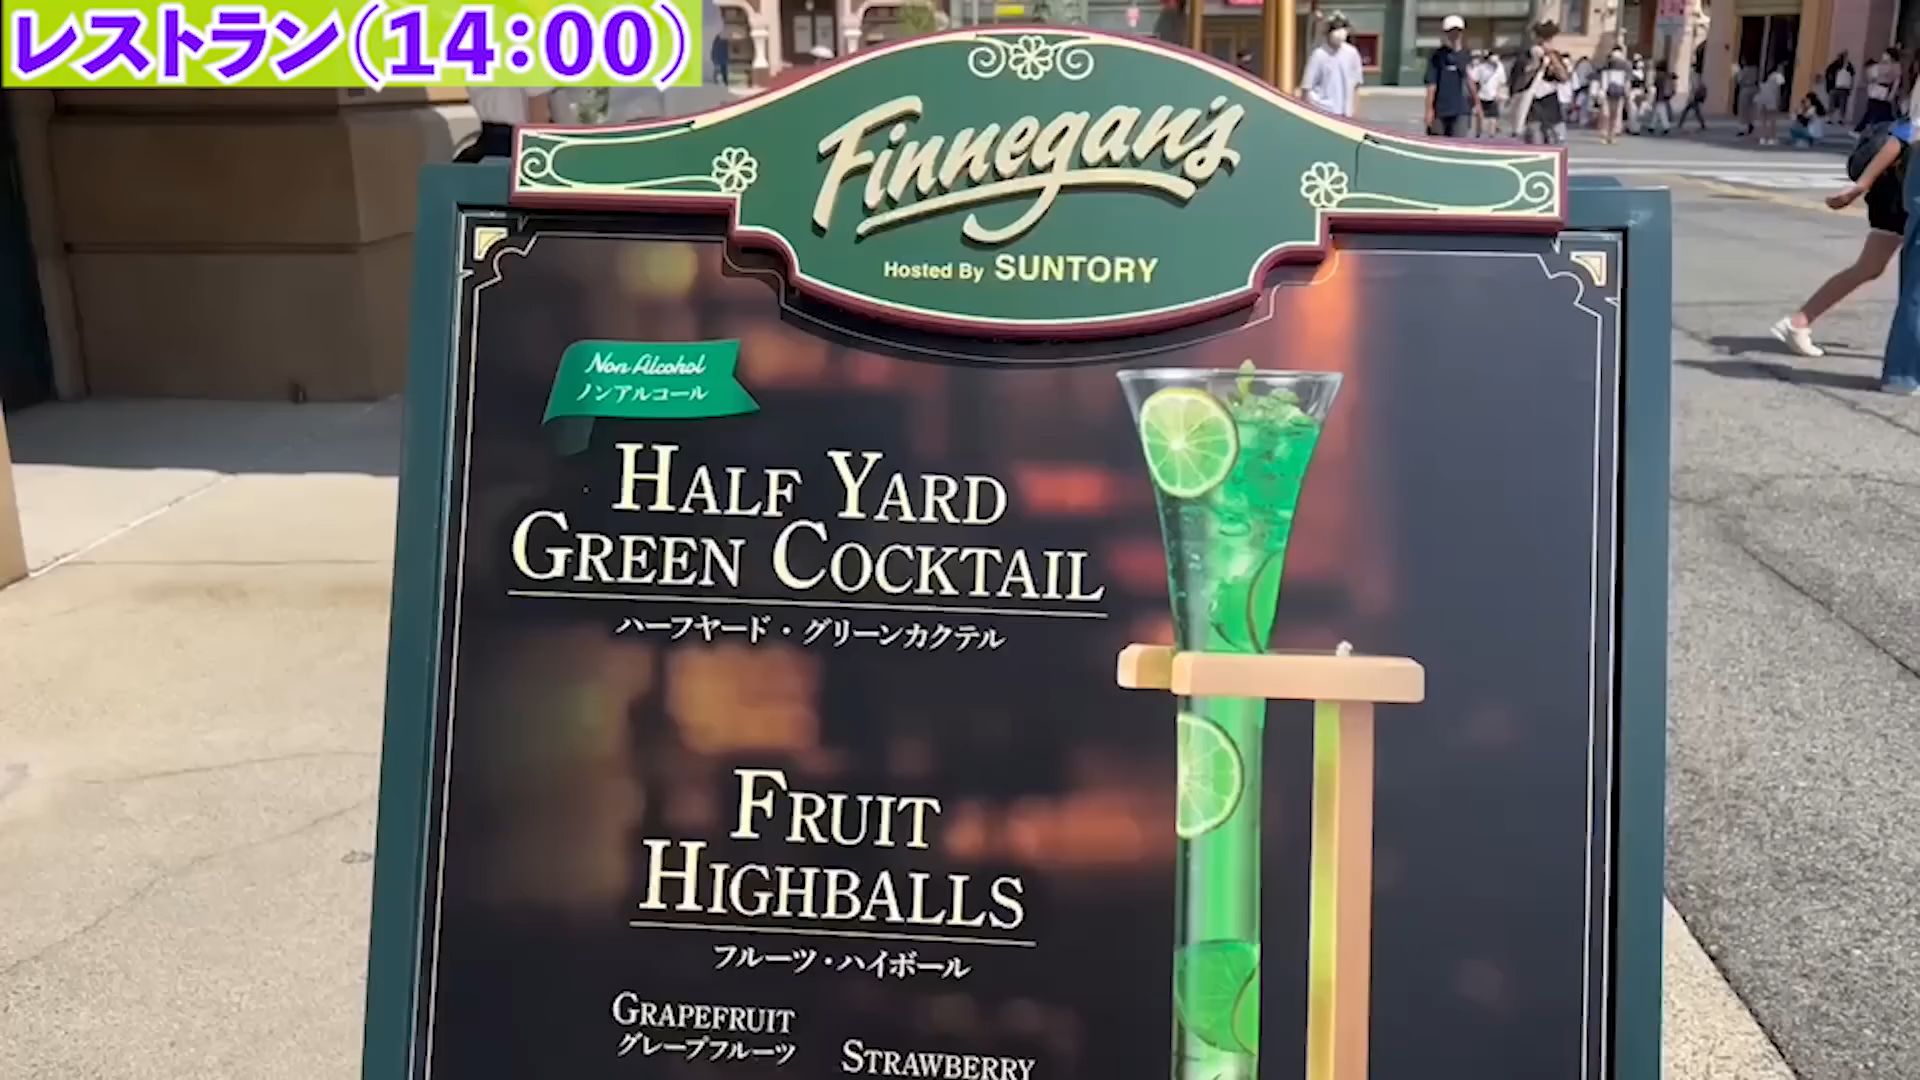 レストラン(14:00)
Finnegan's
Hosted By SUNTORY
Non Alcohol
ノンアルコール
HALF YARD
GREEN COCKTAIL
ハーフヤード・グリーンカクテル
FRUIT
HIGHBALLS
フルーツ・ハイボール
GRAPEFRUIT
グレープフルーツ
STRAWBERRY